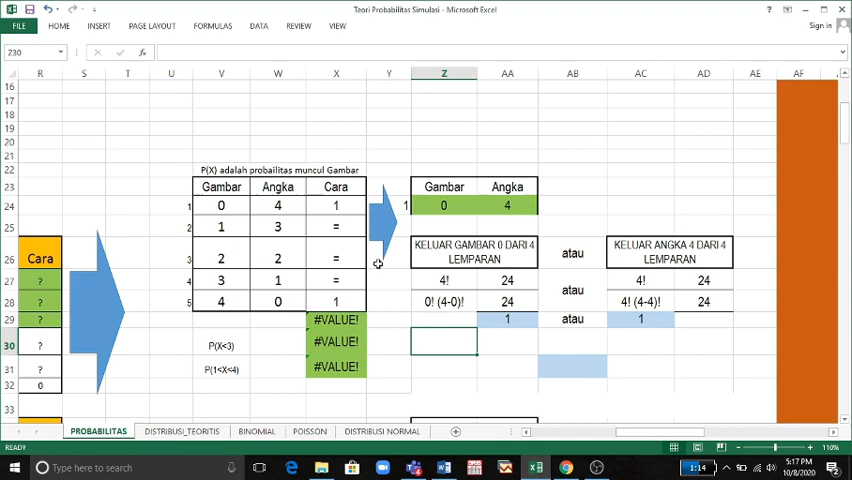 Teori Probabilitas Simulasi - Microsoft Excel
? 
FILE HOME INSERT PAGE LAYOUT FORMULAS DATA REVIEW VIEW Sign in
Z30 fx
R S T U V W X Y Z AA AB AC AD AE AF
16
17
18
19
20
21
22 P(X) adalah probailitas muncul Gambar
23 Gambar Angka Cara Gambar Angka
24 1 0 4 1 1 0 4
25 2 1 3 =
26 Cara 3 2 2 = KELUAR GAMBAR 0 DARI 4 LEMPARAN atau KELUAR ANGKA 4 DARI 4 LEMPARAN
27 ? 4 3 1 = 4! 24 atau 4! 24
28 ? 5 4 0 1 0! (4-0)! 24 4! (4-4)! 24
29 ? #VALUE! 1 atau 1
30 ? P(X<3) #VALUE!
31 ? P(1<X<4) #VALUE!
32 0
33
PROBABILITAS DISTRIBUSI_TEORITIS BINOMIAL POISSON DISTRIBUSI NORMAL
READY 110%
Type here to search 1:14 5:17 PM
10/8/2020 2